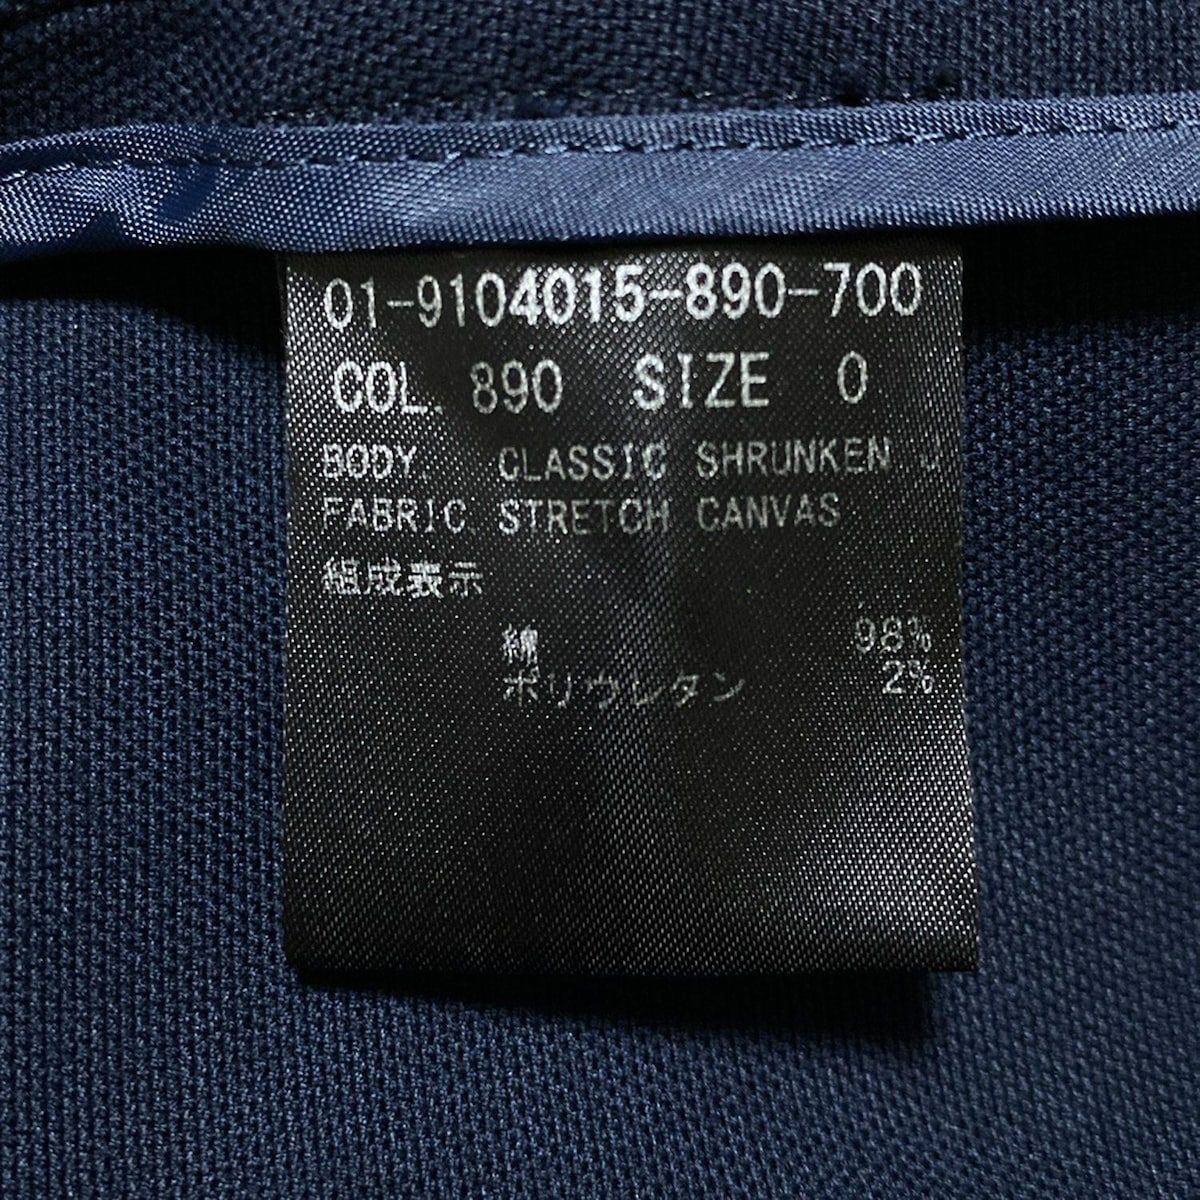 01-9104015-890-700
COL. 890 SIZE 0
BODY. CLASSIC SHRUNKEN J
FABRIC STRETCH CANVAS
組成表示
綿 98%
ポリウレタン 2%